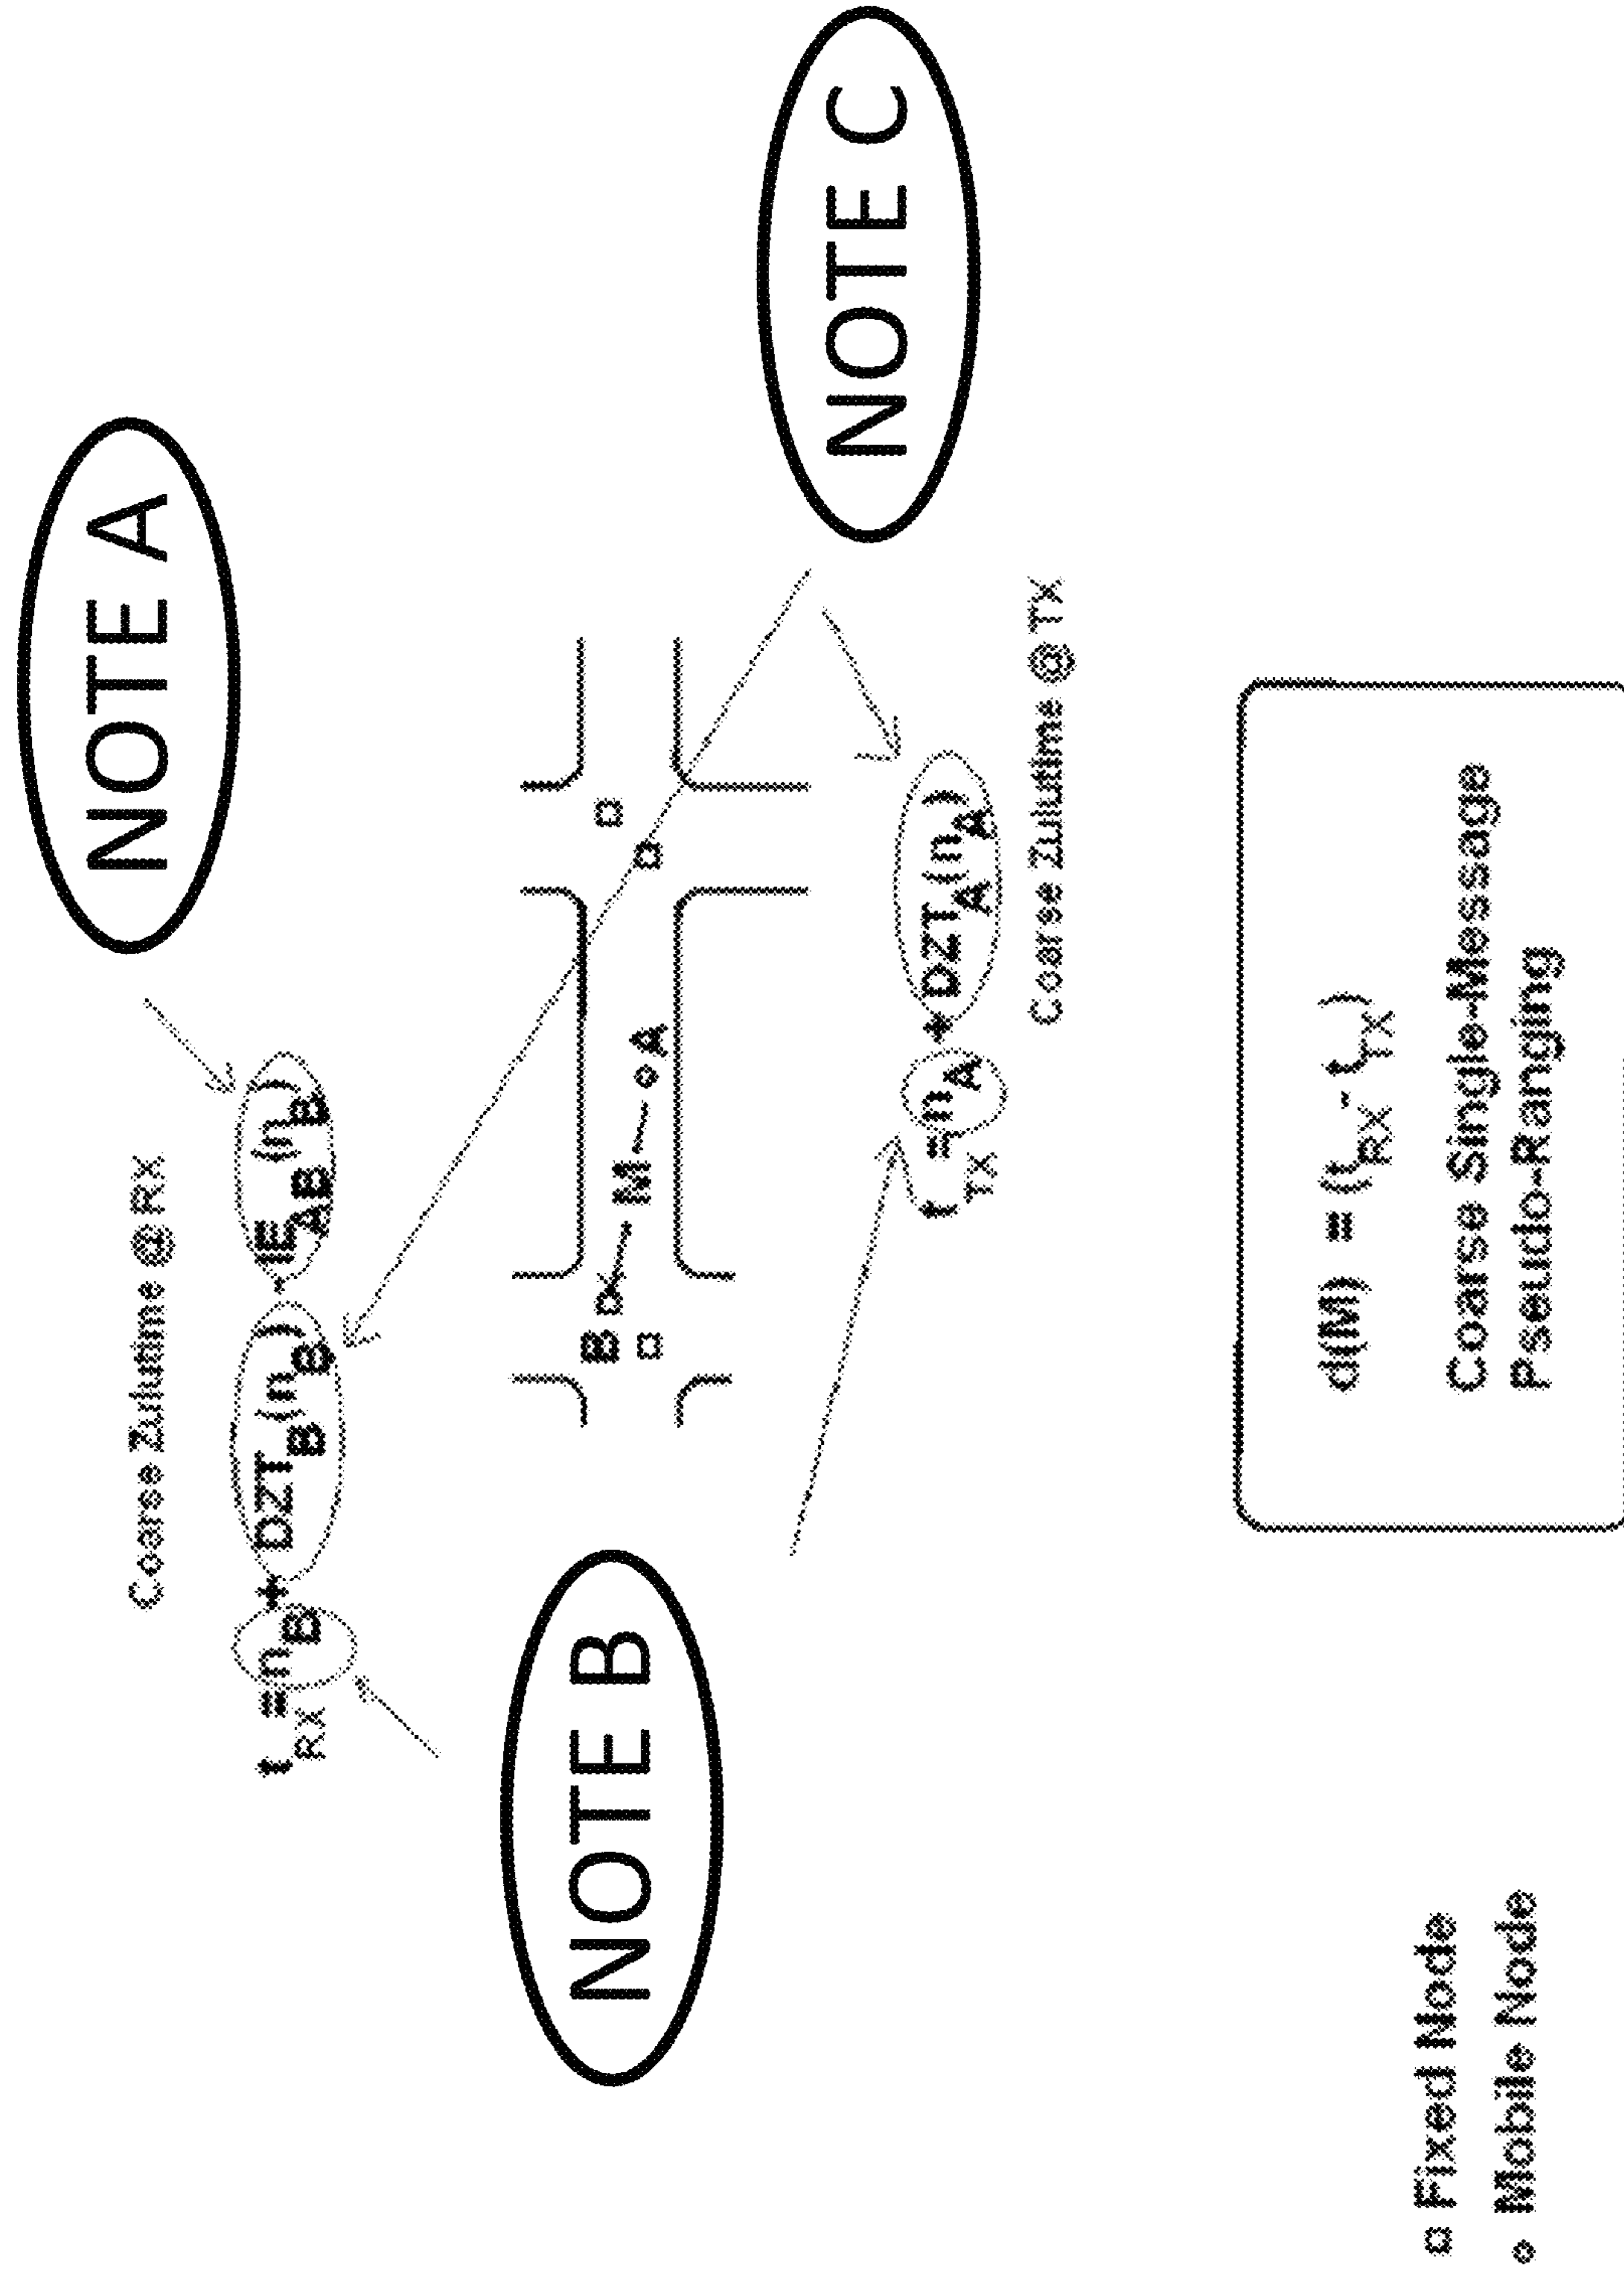 NOTE A
Coarse Zulutime @ RX
t_RX = n_B + DZT_B(n_B) - IE_AB(n_B)
NOTE B
B
M
A
NOTE C
t_TX = n_A + DZT_A(n_A)
Coarse Zulutime @ TX
d(M) = (t_RX - t_TX)
Coarse Single-Message
Pseudo-Ranging
Fixed Node
Mobile Node